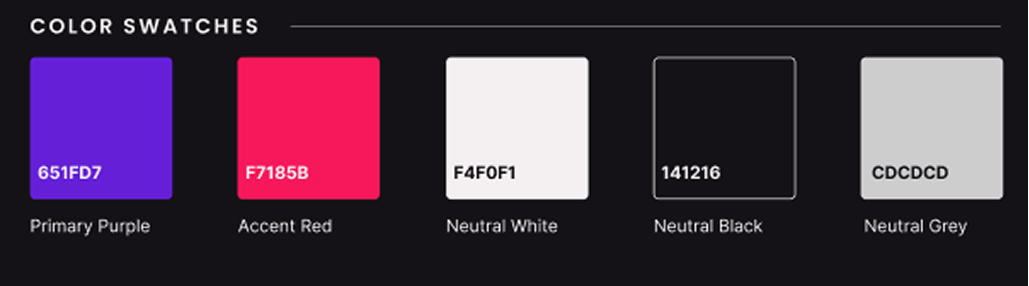 COLOR SWATCHES
651FD7
F7185B
F4F0F1
141216
CDCDCD
Primary Purple
Accent Red
Neutral White
Neutral Black
Neutral Grey